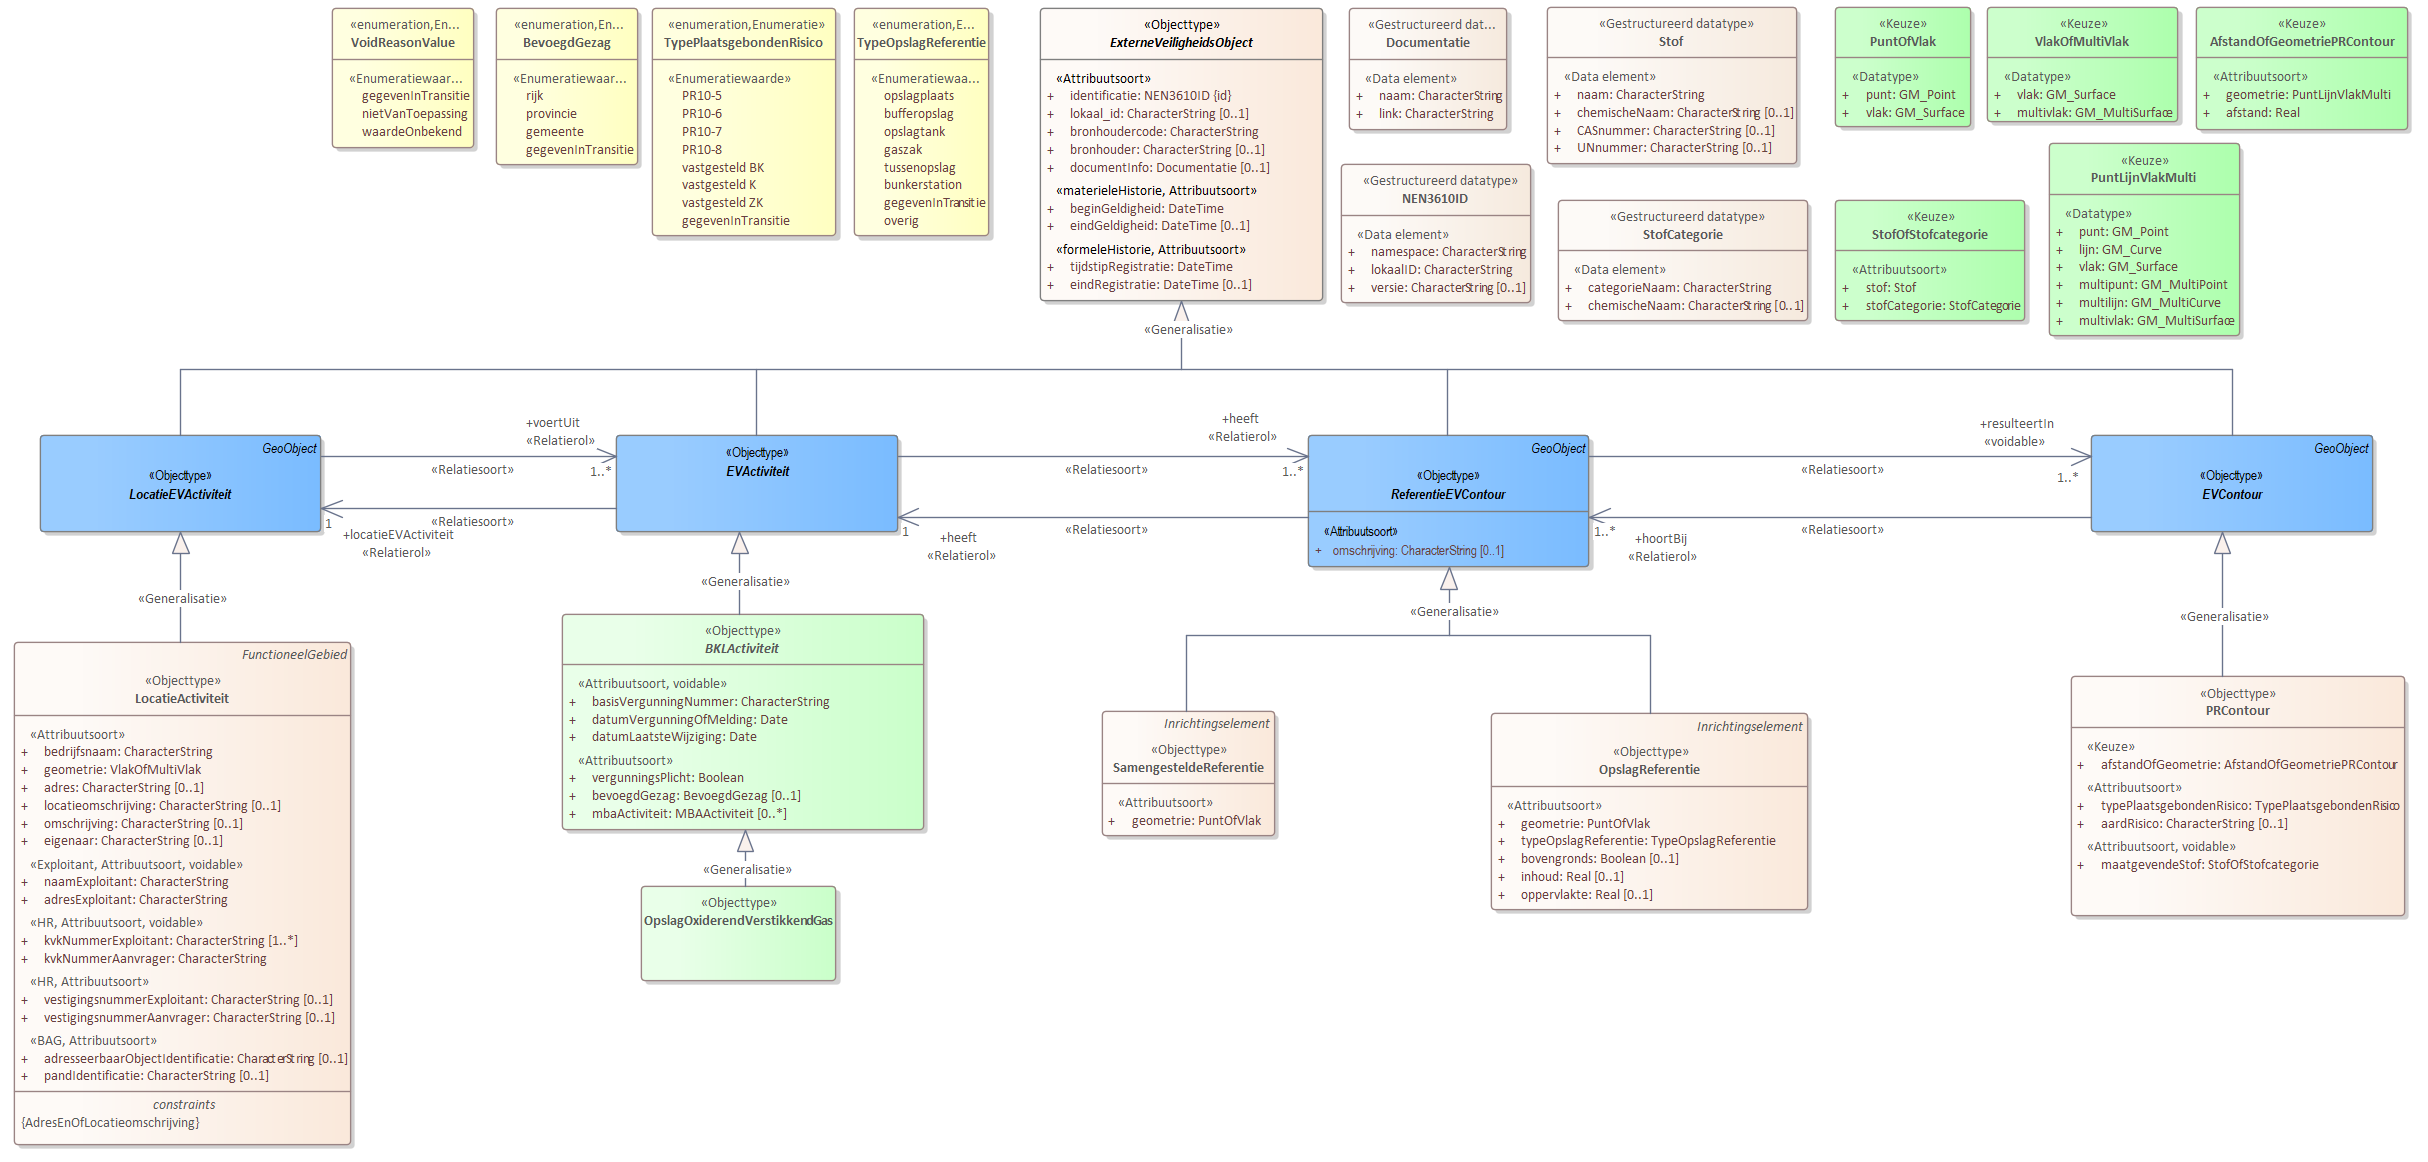 «enumeration,En...
VoidReasonValue
«Enumeratiewaar...
gegevenInTransitie
nietVanToepassing
waardeOnbekend
«enumeration,En...
BevoegdGezag
«Enumeratiewaar...
rijk
provincie
gemeente
gegevenInTransitie
«enumeration,Enumeratie»
TypePlaatsgebondenRisico
«Enumeratiewaarde»
PR10-5
PR10-6
PR10-7
PR10-8
vastgesteld BK
vastgesteld K
vastgesteld ZK
gegevenInTransitie
«enumeration,E...
TypeOpslagReferentie
«Enumeratiewaa...
opslagplaats
bufferopslag
opslagtank
gaszak
tussenopslag
bunkerstation
gegevenInTransitie
overig
«Objecttype»
ExterneVeiligheidsObject
«Attribuutsoort»
+ identificatie: NEN3610ID {id}
+ lokaal_id: CharacterString [0..1]
+ bronhoudercode: CharacterString
+ bronhouder: CharacterString [0..1]
+ documentInfo: Documentatie [0..1]
«materieleHistorie, Attribuutsoort»
+ beginGeldigheid: DateTime
+ eindGeldigheid: DateTime [0..1]
«formeleHistorie, Attribuutsoort»
+ tijdstipRegistratie: DateTime
+ eindRegistratie: DateTime [0..1]
«Gestructureerd dat...
Documentatie
«Data element»
+ naam: CharacterString
+ link: CharacterString
«Gestructureerd datatype»
NEN3610ID
«Data element»
+ namespace: CharacterString
+ lokaalID: CharacterString
+ versie: CharacterString [0..1]
«Gestructureerd datatype»
Stof
«Data element»
+ naam: CharacterString
+ chemischeNaam: CharacterString [0..1]
+ CASnummer: CharacterString [0..1]
+ UNnummer: CharacterString [0..1]
«Gestructureerd datatype»
StofCategorie
«Data element»
+ categorieNaam: CharacterString
+ chemischeNaam: CharacterString [0..1]
«Keuze»
PuntOfVlak
«Datatype»
+ punt: GM_Point
+ vlak: GM_Surface
«Keuze»
VlakOfMultiVlak
«Datatype»
+ vlak: GM_Surface
+ multivlak: GM_MultiSurface
«Keuze»
AfstandOfGeometriePRContour
«Attribuutsoort»
+ geometrie: PuntLijnVlakMulti
+ afstand: Real
«Keuze»
StofOfStofcategorie
«Attribuutsoort»
+ stof: Stof
+ stofCategorie: StofCategorie
«Keuze»
PuntLijnVlakMulti
«Datatype»
+ punt: GM_Point
+ lijn: GM_Curve
+ vlak: GM_Surface
+ multipunt: GM_MultiPoint
+ multilijn: GM_MultiCurve
+ multivlak: GM_MultiSurface
«Generalisatie»
GeoObject
«Objecttype»
LocatieEVActiviteit
+voertUit
«Relatierol»
1..*
«Relatiesoort»
«Relatiesoort»
1
+locatieEVActiviteit
«Relatierol»
«Objecttype»
EVActiviteit
+heeft
«Relatierol»
1..*
«Relatiesoort»
«Relatiesoort»
1
+heeft
«Relatierol»
GeoObject
«Objecttype»
ReferentieEVContour
«Attribuutsoort»
+ omschrijving: CharacterString [0..1]
+resulteertIn
«voidable»
1..*
«Relatiesoort»
«Relatiesoort»
1..*
+hoortBij
«Relatierol»
GeoObject
«Objecttype»
EVContour
«Generalisatie»
«Generalisatie»
«Generalisatie»
«Generalisatie»
FunctioneelGebied
«Objecttype»
LocatieActiviteit
«Attribuutsoort»
+ bedrijfsnaam: CharacterString
+ geometrie: VlakOfMultiVlak
+ adres: CharacterString [0..1]
+ locatieomschrijving: CharacterString [0..1]
+ omschrijving: CharacterString [0..1]
+ eigenaar: CharacterString [0..1]
«Exploitant, Attribuutsoort, voidable»
+ naamExploitant: CharacterString
+ adresExploitant: CharacterString
«HR, Attribuutsoort, voidable»
+ kvkNummerExploitant: CharacterString [1..*]
+ kvkNummerAanvrager: CharacterString
«HR, Attribuutsoort»
+ vestigingsnummerExploitant: CharacterString [0..1]
+ vestigingsnummerAanvrager: CharacterString [0..1]
«BAG, Attribuutsoort»
+ adresseerbaarObjectIdentificatie: CharacterString [0..1]
+ pandIdentificatie: CharacterString [0..1]
constraints
{AdresEnOfLocatieomschrijving}
«Objecttype»
BKLActiviteit
«Attribuutsoort, voidable»
+ basisVergunningNummer: CharacterString
+ datumVergunningOfMelding: Date
+ datumLaatsteWijziging: Date
«Attribuutsoort»
+ vergunningsPlicht: Boolean
+ bevoegdGezag: BevoegdGezag [0..1]
+ mbaActiviteit: MBAActiviteit [0..*]
«Generalisatie»
«Objecttype»
OpslagOxiderendVerstikkendGas
Inrichtingselement
«Objecttype»
SamengesteldeReferentie
«Attribuutsoort»
+ geometrie: PuntOfVlak
Inrichtingselement
«Objecttype»
OpslagReferentie
«Attribuutsoort»
+ geometrie: PuntOfVlak
+ typeOpslagReferentie: TypeOpslagReferentie
+ bovengronds: Boolean [0..1]
+ inhoud: Real [0..1]
+ oppervlakte: Real [0..1]
«Objecttype»
PRContour
«Keuze»
+ afstandOfGeometrie: AfstandOfGeometriePRContour
«Attribuutsoort»
+ typePlaatsgebondenRisico: TypePlaatsgebondenRisico
+ aardRisico: CharacterString [0..1]
«Attribuutsoort, voidable»
+ maatgevendeStof: StofOfStofcategorie